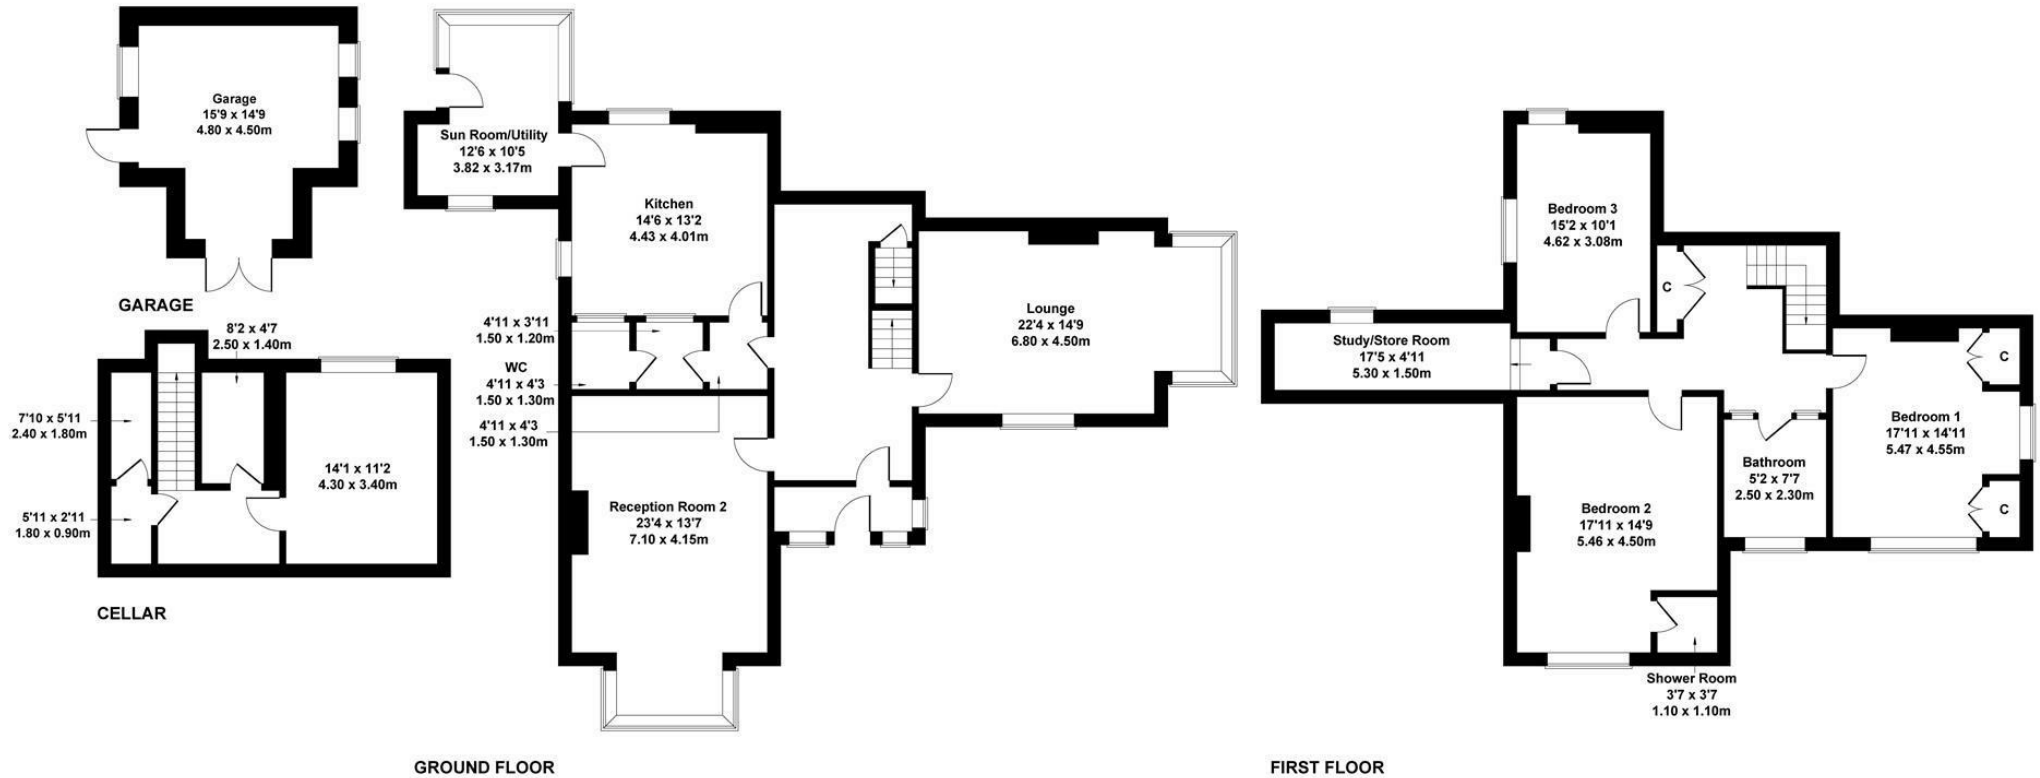 Garage
15'9 x 14'9
4.80 x 4.50m
GARAGE
8'2 x 4'7
2.50 x 1.40m
7'10 x 5'11
2.40 x 1.80m
14'1 x 11'2
4.30 x 3.40m
5'11 x 2'11
1.80 x 0.90m
CELLAR
Sun Room/Utility
12'6 x 10'5
3.82 x 3.17m
Kitchen
14'6 x 13'2
4.43 x 4.01m
4'11 x 3'11
1.50 x 1.20m
WC
4'11 x 4'3
1.50 x 1.30m
4'11 x 4'3
1.50 x 1.30m
Lounge
22'4 x 14'9
6.80 x 4.50m
Reception Room 2
23'4 x 13'7
7.10 x 4.15m
GROUND FLOOR
Bedroom 3
15'2 x 10'1
4.62 x 3.08m
C
Study/Store Room
17'5 x 4'11
5.30 x 1.50m
C
Bedroom 1
17'11 x 14'11
5.47 x 4.55m
Bathroom
5'2 x 7'7
2.50 x 2.30m
C
Bedroom 2
17'11 x 14'9
5.46 x 4.50m
Shower Room
3'7 x 3'7
1.10 x 1.10m
FIRST FLOOR